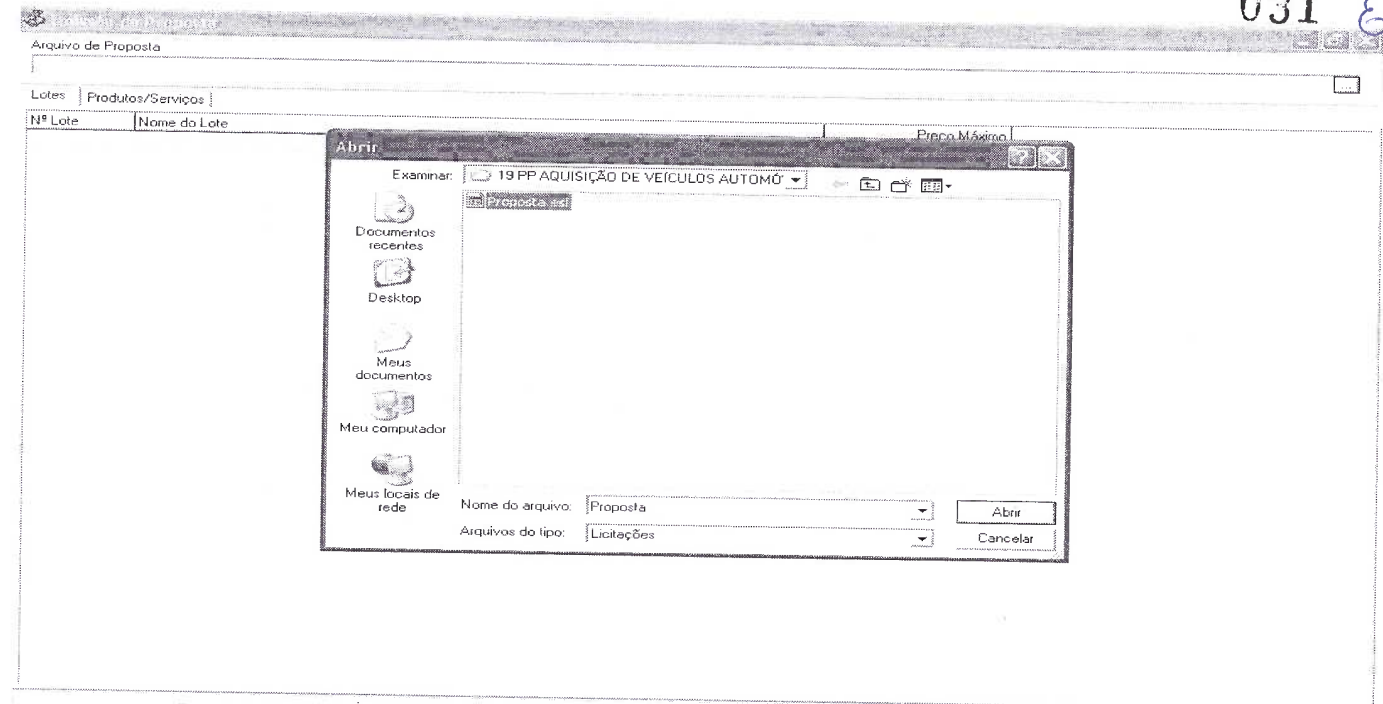 031
Arquivo de Proposta
...
Lotes Produtos/Serviços
Nº Lote Nome do Lote Preço Máximo
Abrir
Examinar: 19 PP AQUISIÇÃO DE VEÍCULOS AUTOMÓ
Documentos
recentes
Desktop
Meus
documentos
Meu computador
Meus locais de
rede
Nome do arquivo: Proposta Abrir
Arquivos do tipo: Licitações Cancelar